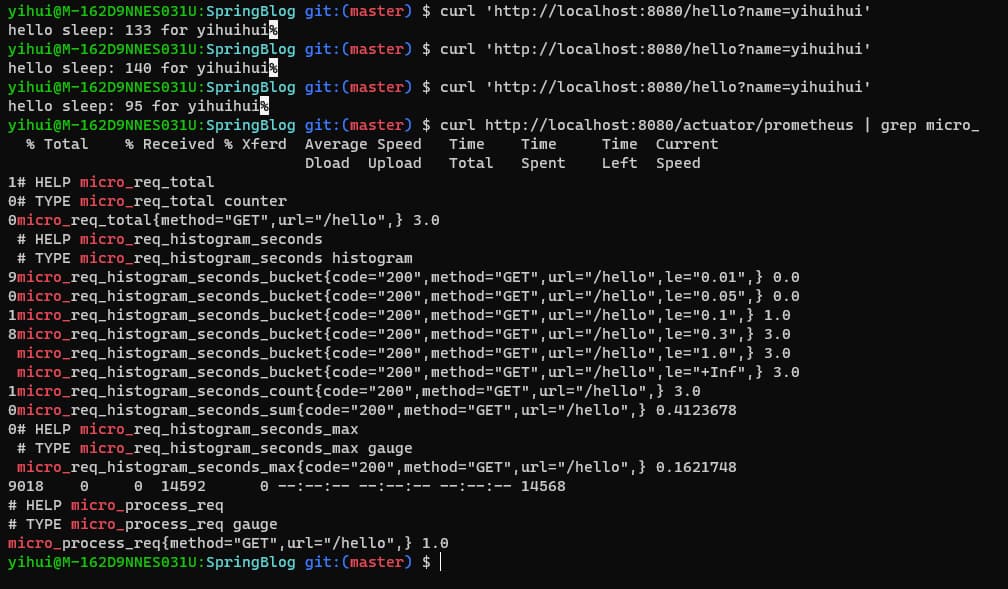 yihui@M-162D9NNES031U:SpringBlog git:(master) $ curl 'http://localhost:8080/hello?name=yihuihui'
hello sleep: 133 for yihuihui%
yihui@M-162D9NNES031U:SpringBlog git:(master) $ curl 'http://localhost:8080/hello?name=yihuihui'
hello sleep: 140 for yihuihui%
yihui@M-162D9NNES031U:SpringBlog git:(master) $ curl 'http://localhost:8080/hello?name=yihuihui'
hello sleep: 95 for yihuihui%
yihui@M-162D9NNES031U:SpringBlog git:(master) $ curl http://localhost:8080/actuator/prometheus | grep micro_
  % Total    % Received % Xferd  Average Speed   Time    Time     Time  Current
                                 Dload  Upload   Total   Spent    Left  Speed
1# HELP micro_req_total
0# TYPE micro_req_total counter
0micro_req_total{method="GET",url="/hello",} 3.0
 # HELP micro_req_histogram_seconds
 # TYPE micro_req_histogram_seconds histogram
9micro_req_histogram_seconds_bucket{code="200",method="GET",url="/hello",le="0.01",} 0.0
0micro_req_histogram_seconds_bucket{code="200",method="GET",url="/hello",le="0.05",} 0.0
1micro_req_histogram_seconds_bucket{code="200",method="GET",url="/hello",le="0.1",} 1.0
8micro_req_histogram_seconds_bucket{code="200",method="GET",url="/hello",le="0.3",} 3.0
 micro_req_histogram_seconds_bucket{code="200",method="GET",url="/hello",le="1.0",} 3.0
 micro_req_histogram_seconds_bucket{code="200",method="GET",url="/hello",le="+Inf",} 3.0
1micro_req_histogram_seconds_count{code="200",method="GET",url="/hello",} 3.0
0micro_req_histogram_seconds_sum{code="200",method="GET",url="/hello",} 0.4123678
0# HELP micro_req_histogram_seconds_max
 # TYPE micro_req_histogram_seconds_max gauge
 micro_req_histogram_seconds_max{code="200",method="GET",url="/hello",} 0.1621748
9018    0     0  14592      0 --:--:-- --:--:-- --:--:-- 14568
# HELP micro_process_req
# TYPE micro_process_req gauge
micro_process_req{method="GET",url="/hello",} 1.0
yihui@M-162D9NNES031U:SpringBlog git:(master) $